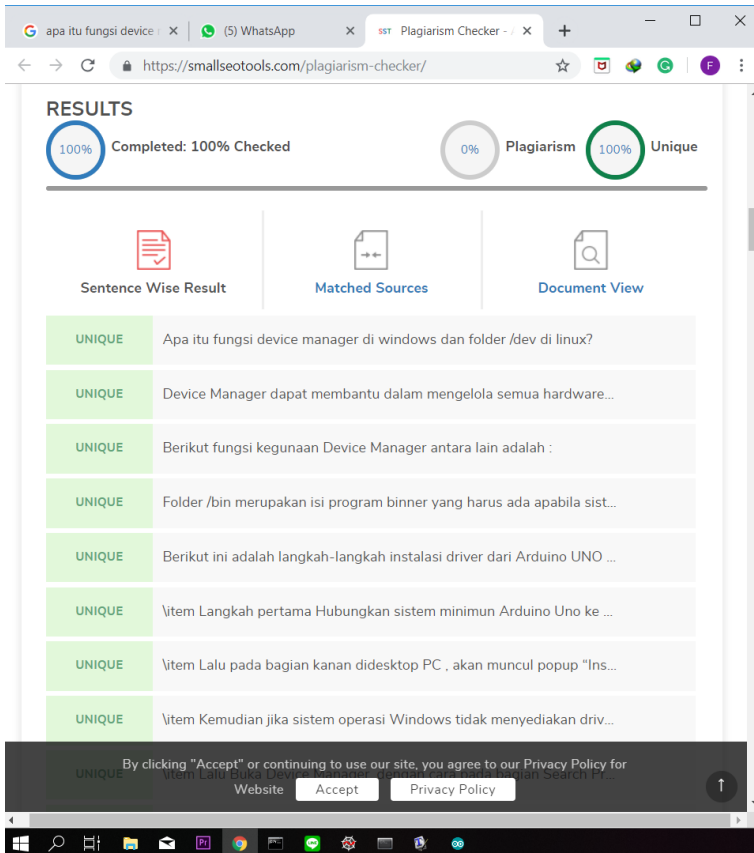 apa itu fungsi device
(5) WhatsApp
SST Plagiarism Checker -
https://smallseotools.com/plagiarism-checker/
F
RESULTS
100% Completed: 100% Checked
0% Plagiarism
100% Unique
Sentence Wise Result
Matched Sources
Document View
UNIQUE Apa itu fungsi device manager di windows dan folder /dev di linux?
UNIQUE Device Manager dapat membantu dalam mengelola semua hardware...
UNIQUE Berikut fungsi kegunaan Device Manager antara lain adalah :
UNIQUE Folder /bin merupakan isi program binner yang harus ada apabila sist...
UNIQUE Berikut ini adalah langkah-langkah instalasi driver dari Arduino UNO ...
UNIQUE \item Langkah pertama Hubungkan sistem minimun Arduino Uno ke ...
UNIQUE \item Lalu pada bagian kanan didesktop PC , akan muncul popup “Ins...
UNIQUE \item Kemudian jika sistem operasi Windows tidak menyediakan driv...
UNIQUE \item Lalu Buka Device Manager, dengan cara pada bagian Search Pr...
By clicking "Accept" or continuing to use our site, you agree to our Privacy Policy for
Website Accept Privacy Policy
Pr